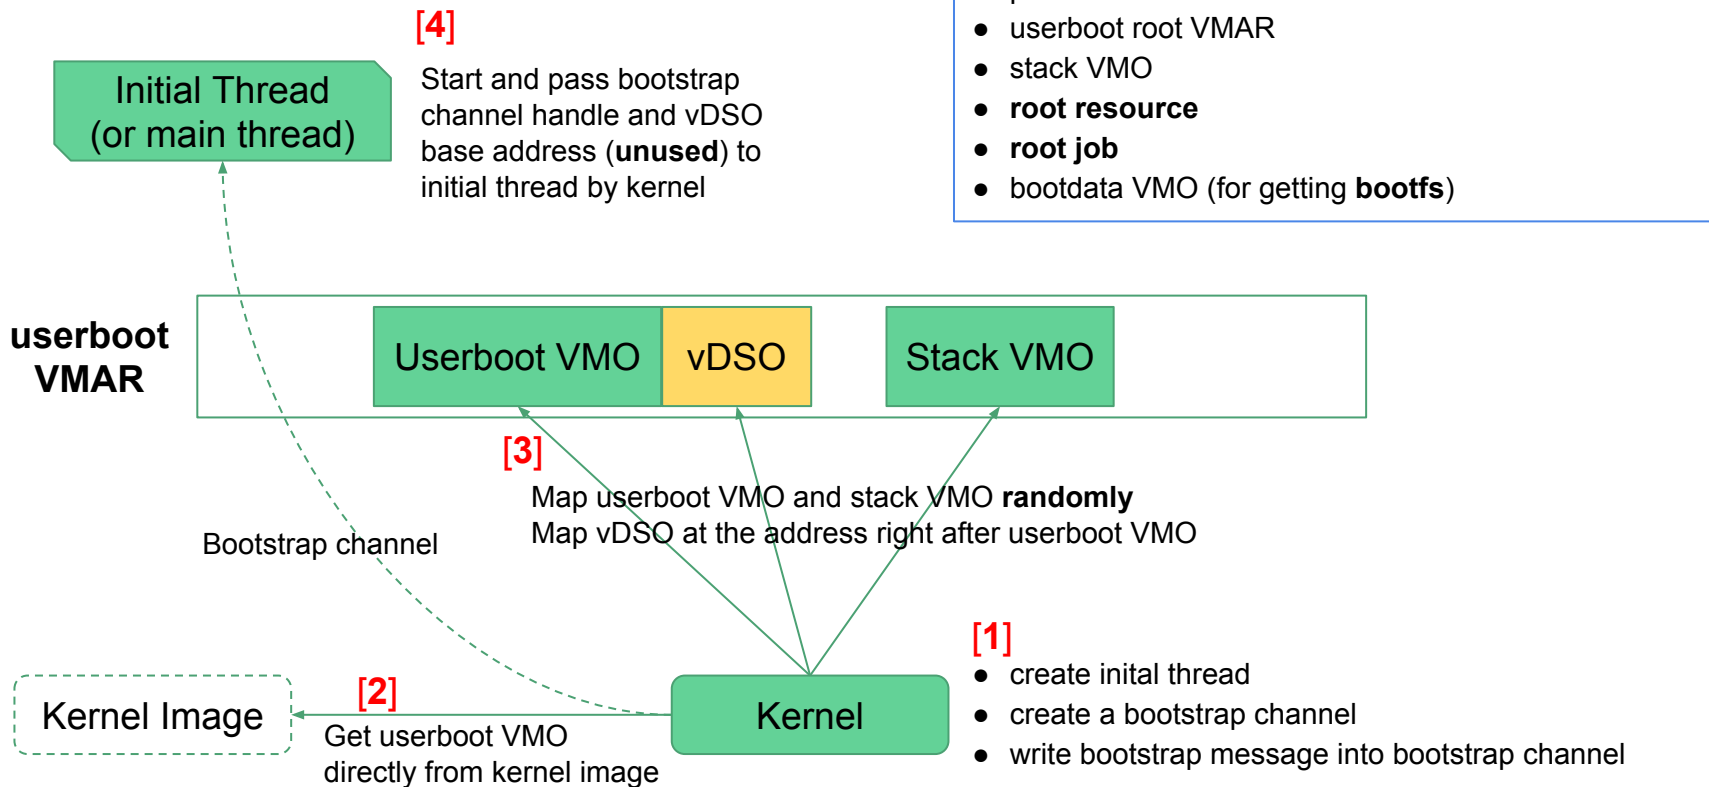 [4]
Initial Thread
(or main thread)
Start and pass bootstrap
channel handle and vDSO
base address (unused) to
initial thread by kernel
● userboot root VMAR
● stack VMO
● root resource
● root job
● bootdata VMO (for getting bootfs)
userboot
VMAR
Userboot VMO
vDSO
Stack VMO
[3]
Map userboot VMO and stack VMO randomly
Map vDSO at the address right after userboot VMO
Bootstrap channel
Kernel Image
[2]
Get userboot VMO
directly from kernel image
Kernel
[1]
● create inital thread
● create a bootstrap channel
● write bootstrap message into bootstrap channel